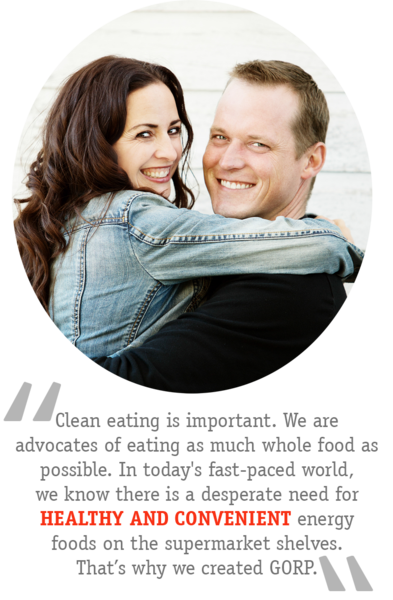 “Clean eating is important. We are
advocates of eating as much whole food as
possible. In today's fast-paced world,
we know there is a desperate need for
HEALTHY AND CONVENIENT energy
foods on the supermarket shelves.
That’s why we created GORP.”